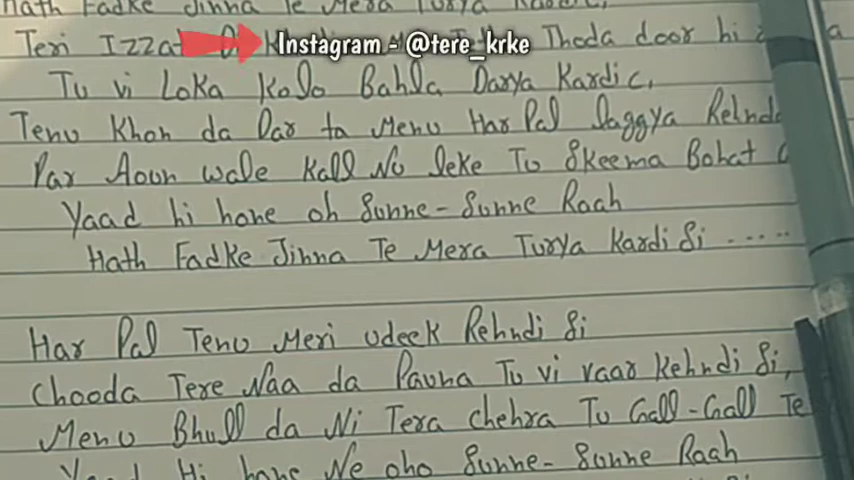 Hath Fadke Jinna Te Mera Turya Kardi
Teri Izzat Thoda door hi
Instagram - @tere_krke
Tu vi Loka Kolo Bahla Darya Kardi c,
Tenu Khon da Dar ta Menu Har Pal laggya Rehnda
Par Aoun wale Kall Nu leke Tu Skeema Bohat
Yaad hi hone oh Sunne-Sunne Raah
Hath Fadke Jinna Te Mera Turya Kardi Si .....
Har Pal Tenu Meri Udeek Rehndi Si
Chooda Tere Naa da Pauna Tu vi vaar Kehndi Si,
Menu Bhull da Ni Tera Chehra Tu Gall-Gall Te
Yaad Hi hone Ne oho Sunne-Sunne Raah